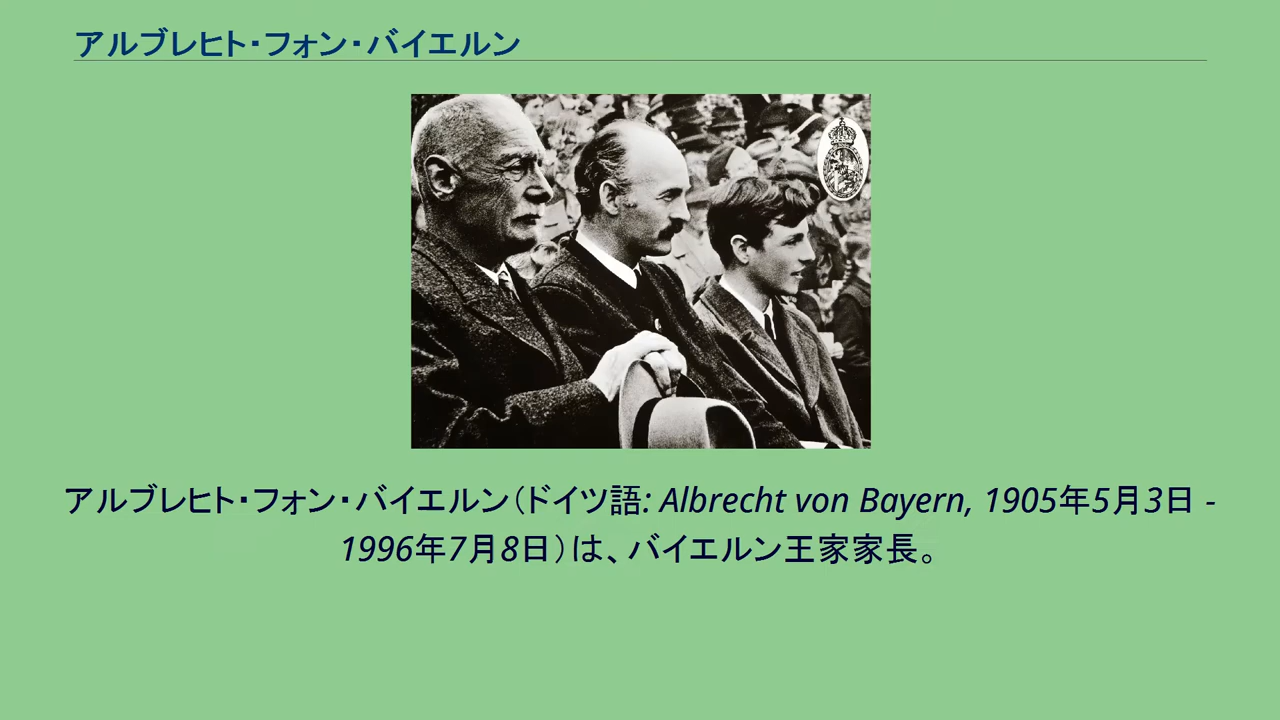 アルブレヒト・フォン・バイエルン
アルブレヒト・フォン・バイエルン（ドイツ語: Albrecht von Bayern, 1905年5月3日 -
1996年7月8日）は、バイエルン王家家長。